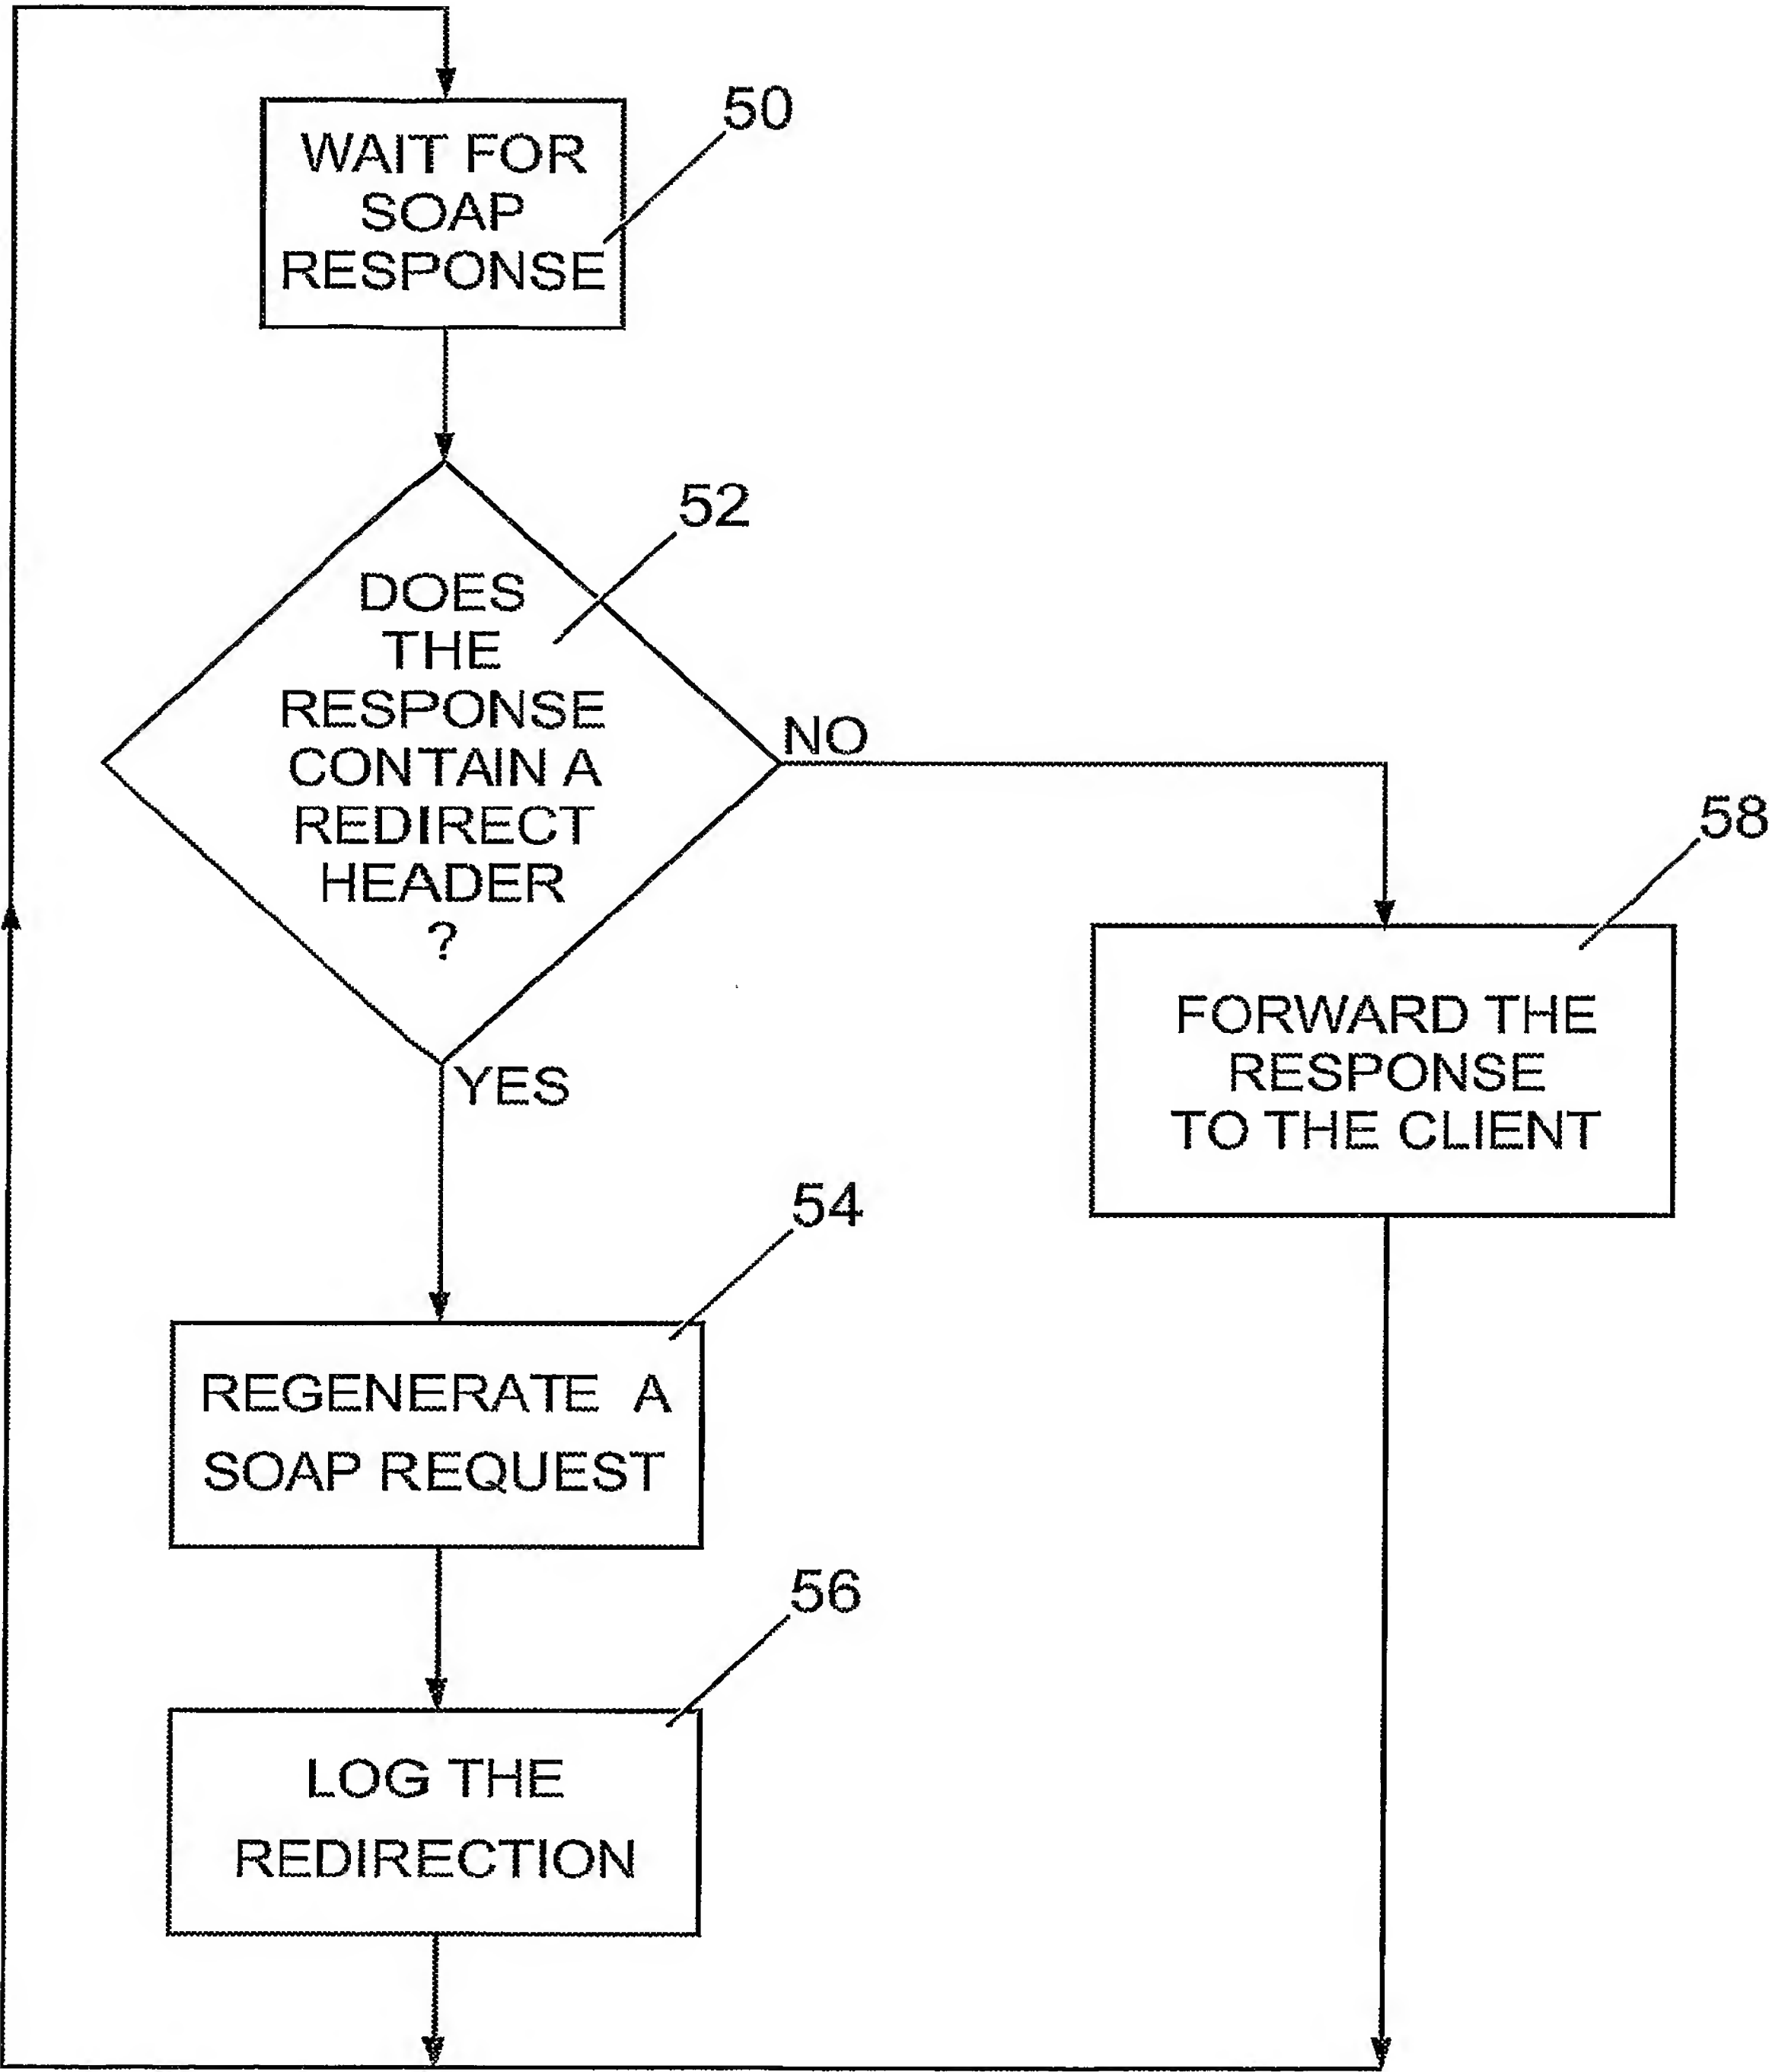 50
WAIT FOR
SOAP
RESPONSE
52
DOES
THE
RESPONSE
CONTAIN A
REDIRECT
HEADER
?
NO
YES
58
FORWARD THE
RESPONSE
TO THE CLIENT
54
REGENERATE A
SOAP REQUEST
56
LOG THE
REDIRECTION